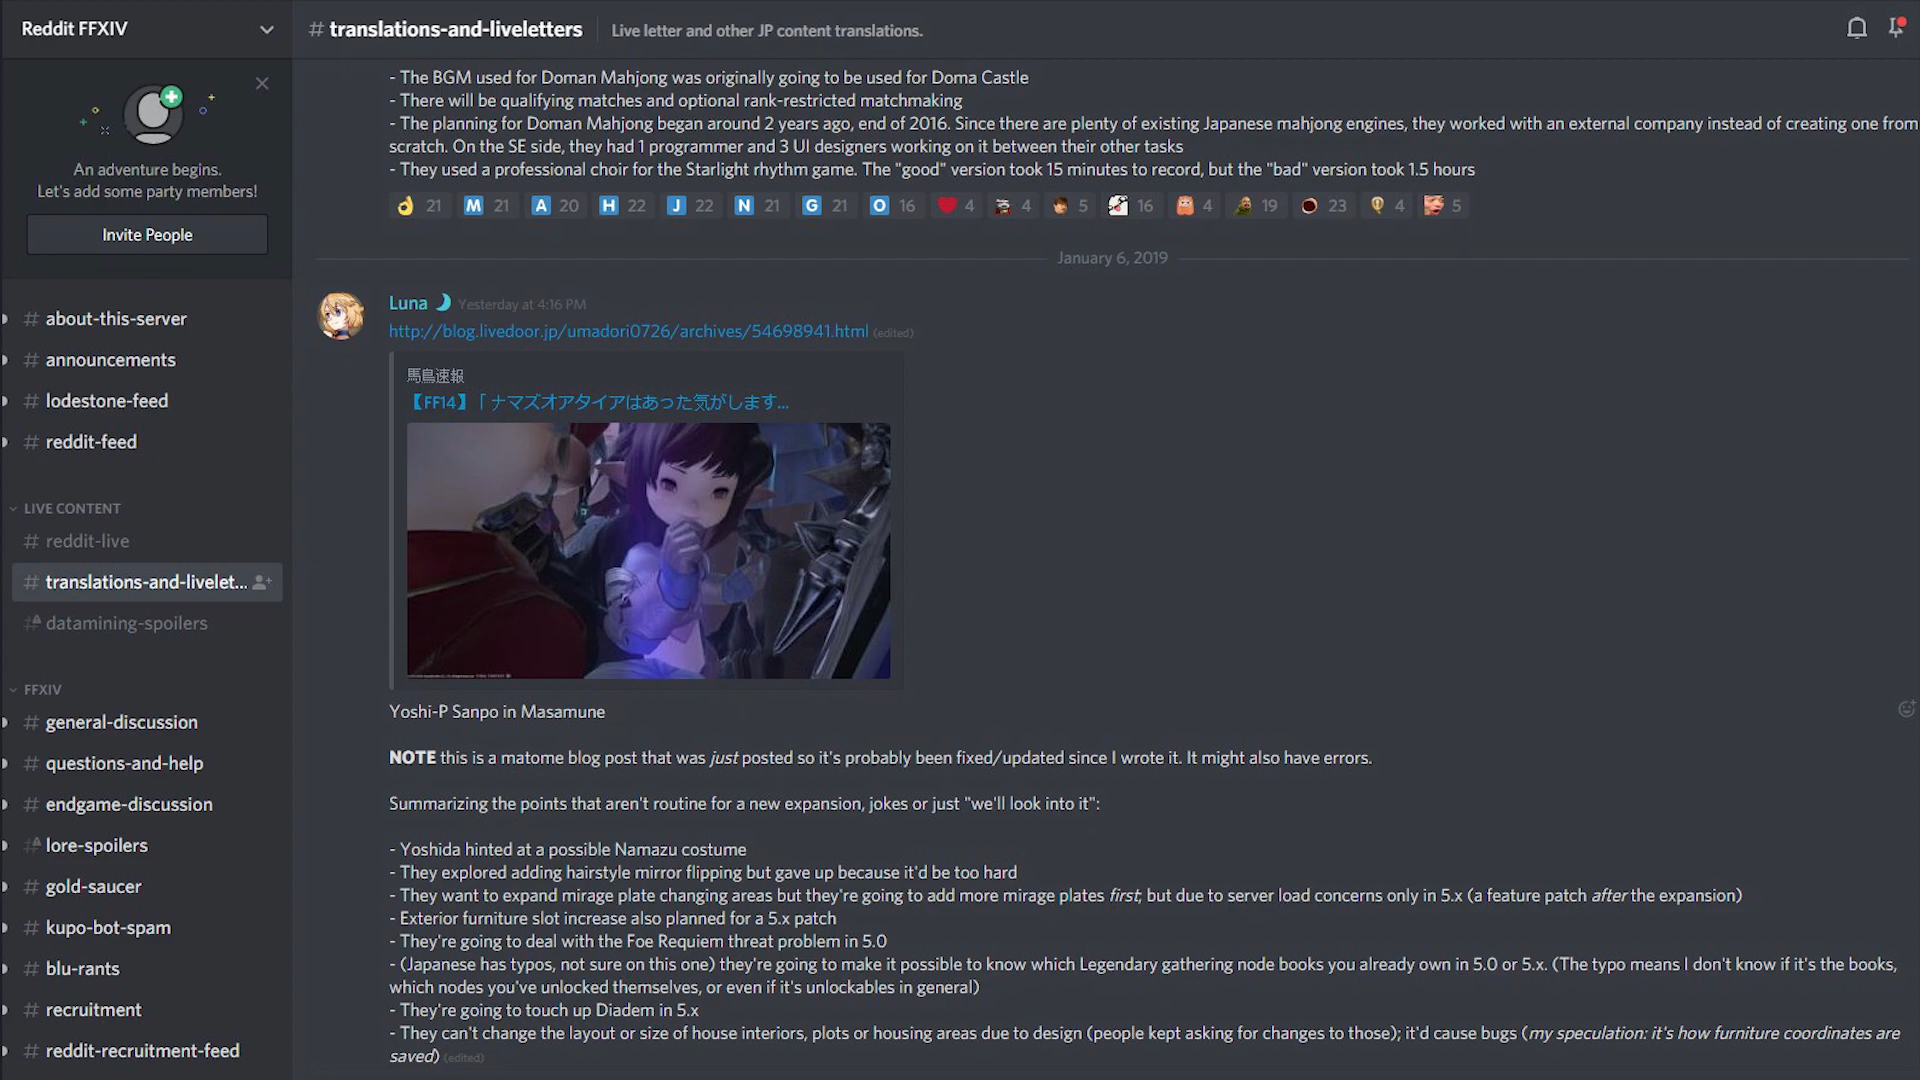 Reddit FFXIV
# translations-and-liveletters
Live letter and other JP content translations.
An adventure begins.
Let's add some party members!
Invite People
# about-this-server
# announcements
# lodestone-feed
# reddit-feed
LIVE CONTENT
# reddit-live
# translations-and-livelet...
# datamining-spoilers
FFXIV
# general-discussion
# questions-and-help
# endgame-discussion
# lore-spoilers
# gold-saucer
# kupo-bot-spam
# blu-rants
# recruitment
# reddit-recruitment-feed
- The BGM used for Doman Mahjong was originally going to be used for Doma Castle
- There will be qualifying matches and optional rank-restricted matchmaking
- The planning for Doman Mahjong began around 2 years ago, end of 2016. Since there are plenty of existing Japanese mahjong engines, they worked with an external company instead of creating one from
scratch. On the SE side, they had 1 programmer and 3 UI designers working on it between their other tasks
- They used a professional choir for the Starlight rhythm game. The "good" version took 15 minutes to record, but the "bad" version took 1.5 hours
21 M 21 A 20 H 22 J 22 N 21 G 21 O 16 4 4 5 16 4 19 23 4 5
January 6, 2019
Luna Yesterday at 4:16 PM
http://blog.livedoor.jp/umadori0726/archives/54698941.html (edited)
馬鳥速報
【FF14】「ナマズオアタイアはあった気がします...
Yoshi-P Sanpo in Masamune
NOTE this is a matome blog post that was just posted so it's probably been fixed/updated since I wrote it. It might also have errors.
Summarizing the points that aren't routine for a new expansion, jokes or just "we'll look into it":
- Yoshida hinted at a possible Namazu costume
- They explored adding hairstyle mirror flipping but gave up because it'd be too hard
- They want to expand mirage plate changing areas but they're going to add more mirage plates first; but due to server load concerns only in 5.x (a feature patch after the expansion)
- Exterior furniture slot increase also planned for a 5.x patch
- They're going to deal with the Foe Requiem threat problem in 5.0
- (Japanese has typos, not sure on this one) they're going to make it possible to know which Legendary gathering node books you already own in 5.0 or 5.x. (The typo means I don't know if it's the books,
which nodes you've unlocked themselves, or even if it's unlockables in general)
- They're going to touch up Diadem in 5.x
- They can't change the layout or size of house interiors, plots or housing areas due to design (people kept asking for changes to those); it'd cause bugs (my speculation: it's how furniture coordinates are
saved) (edited)